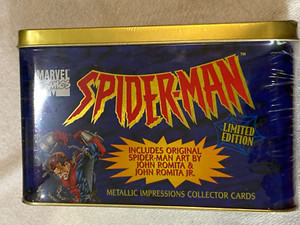 MARVEL
COMICS
SPIDER-MAN
™
LIMITED
EDITION
INCLUDES ORIGINAL
SPIDER-MAN ART BY
JOHN ROMITA &
JOHN ROMITA JR.
METALLIC IMPRESSIONS COLLECTOR CARDS